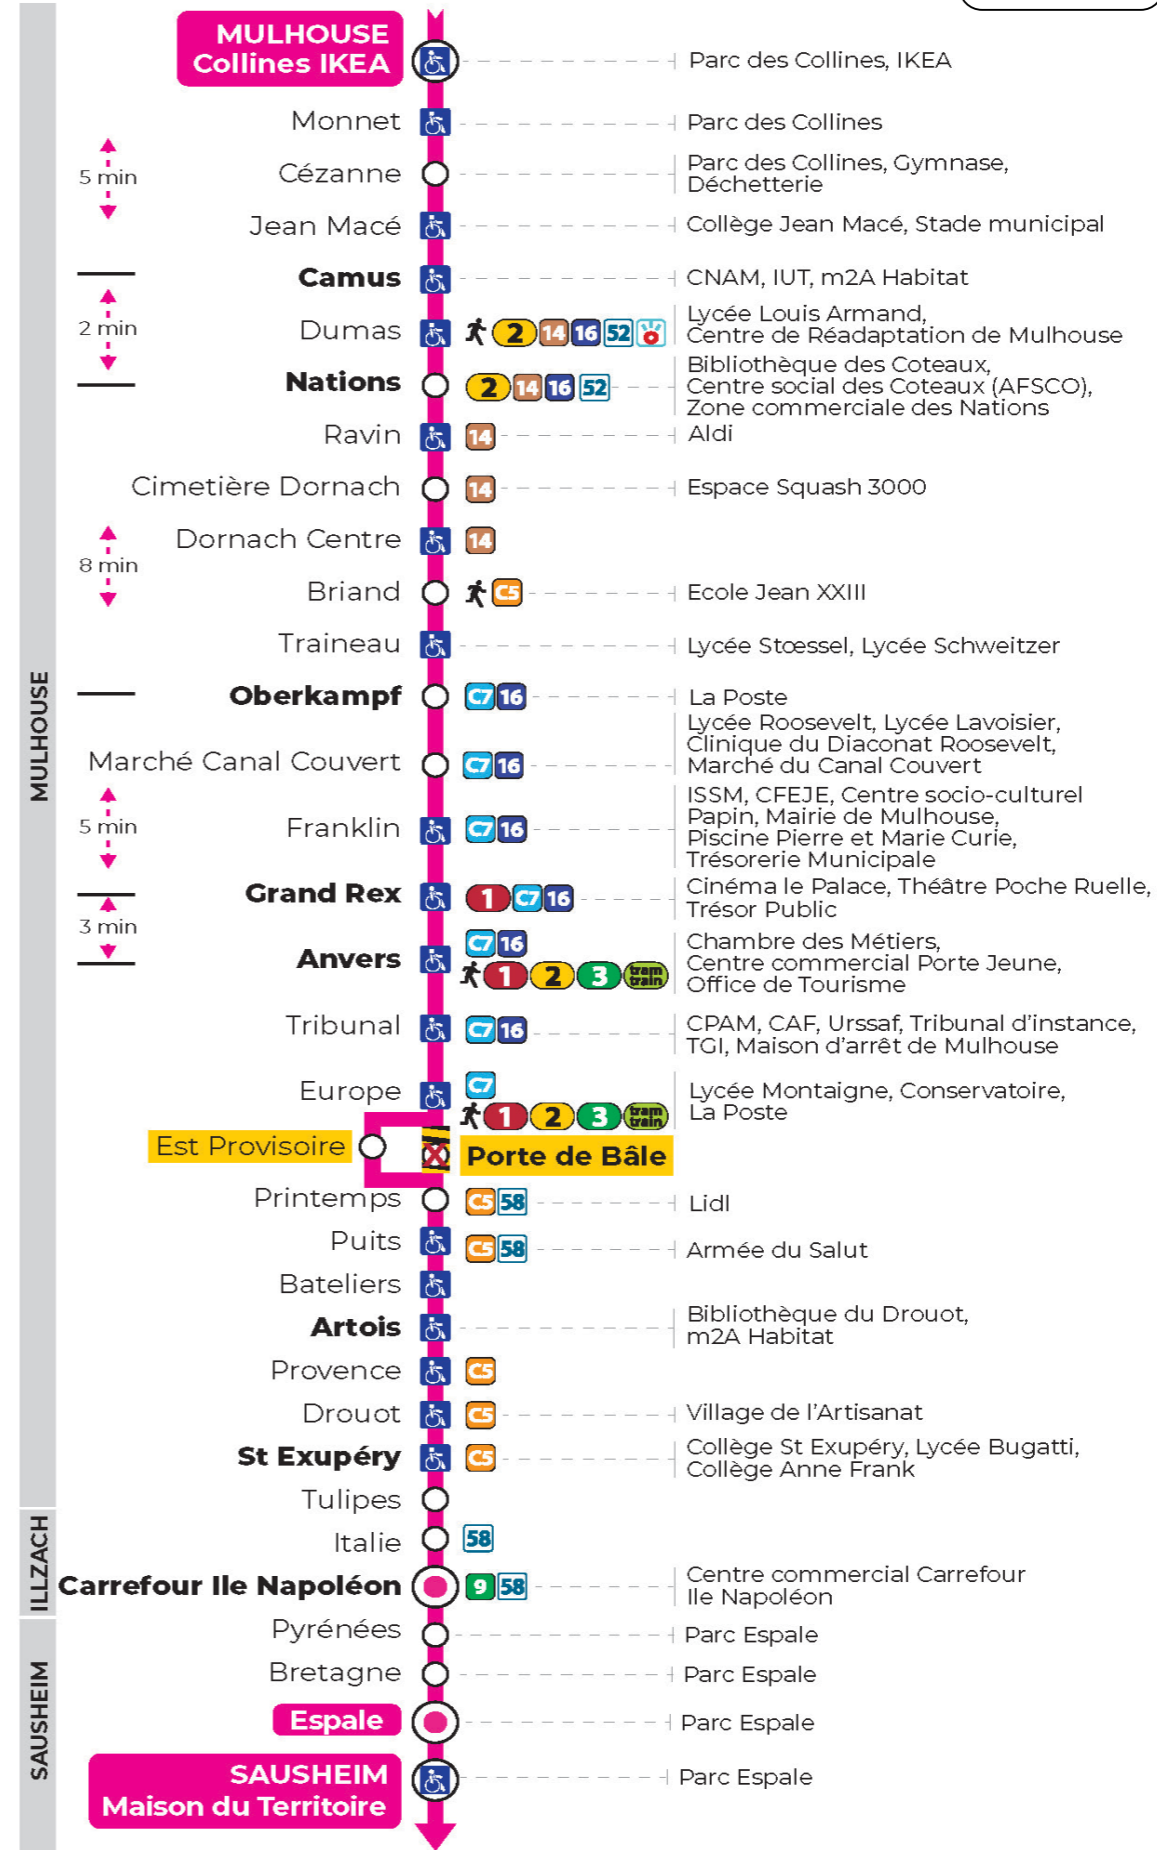 MULHOUSE
Collines IKEA
Parc des Collines, IKEA
Monnet
Parc des Collines
5 min
Cézanne
Parc des Collines, Gymnase,
Déchetterie
Jean Macé
Collège Jean Macé, Stade municipal
Camus
CNAM, IUT, m2A Habitat
2 min
Dumas
2 14 16 52
Lycée Louis Armand,
Centre de Réadaptation de Mulhouse
Nations
2 14 16 52
Bibliothèque des Coteaux,
Centre social des Coteaux (AFSCO),
Zone commerciale des Nations
Ravin
14
Aldi
Cimetière Dornach
14
Espace Squash 3000
Dornach Centre
14
8 min
Briand
C5
Ecole Jean XXIII
Traineau
Lycée Stœssel, Lycée Schweitzer
MULHOUSE
Oberkampf
C7 16
La Poste
Marché Canal Couvert
C7 16
Lycée Roosevelt, Lycée Lavoisier,
Clinique du Diaconat Roosevelt,
Marché du Canal Couvert
5 min
Franklin
C7 16
ISSM, CFEJE, Centre socio-culturel
Papin, Mairie de Mulhouse,
Piscine Pierre et Marie Curie,
Trésorerie Municipale
Grand Rex
1 C7 16
Cinéma le Palace, Théâtre Poche Ruelle,
Trésor Public
3 min
Anvers
C7 16
1 2 3 tram train
Chambre des Métiers,
Centre commercial Porte Jeune,
Office de Tourisme
Tribunal
C7 16
CPAM, CAF, Urssaf, Tribunal d’instance,
TGI, Maison d’arrêt de Mulhouse
Europe
C7
1 2 3 tram train
Lycée Montaigne, Conservatoire,
La Poste
Est Provisoire
Porte de Bâle
Printemps
C5 58
Lidl
Puits
C5 58
Armée du Salut
Bateliers
Artois
Bibliothèque du Drouot,
m2A Habitat
Provence
C5
Drouot
C5
Village de l’Artisanat
St Exupéry
C5
Collège St Exupéry, Lycée Bugatti,
Collège Anne Frank
Tulipes
ILLZACH
Italie
58
Carrefour Ile Napoléon
9 58
Centre commercial Carrefour
Ile Napoléon
SAUSHEIM
Pyrénées
Parc Espale
Bretagne
Parc Espale
Espale
Parc Espale
SAUSHEIM
Maison du Territoire
Parc Espale